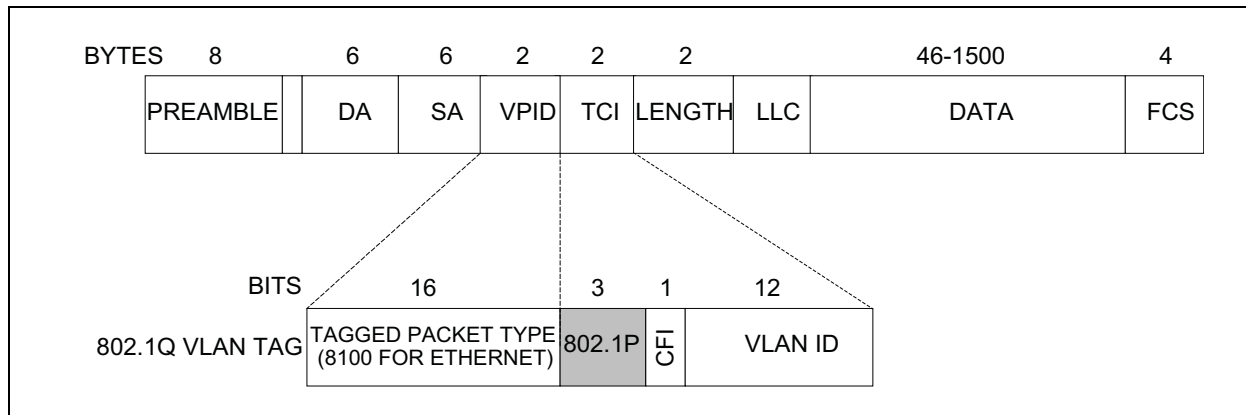 BYTES 8 6 6 2 2 2 46-1500 4
PREAMBLE DA SA VPID TCI LENGTH LLC DATA FCS
BITS 16 3 1 12
802.1Q VLAN TAG TAGGED PACKET TYPE (8100 FOR ETHERNET) 802.1P CFI VLAN ID